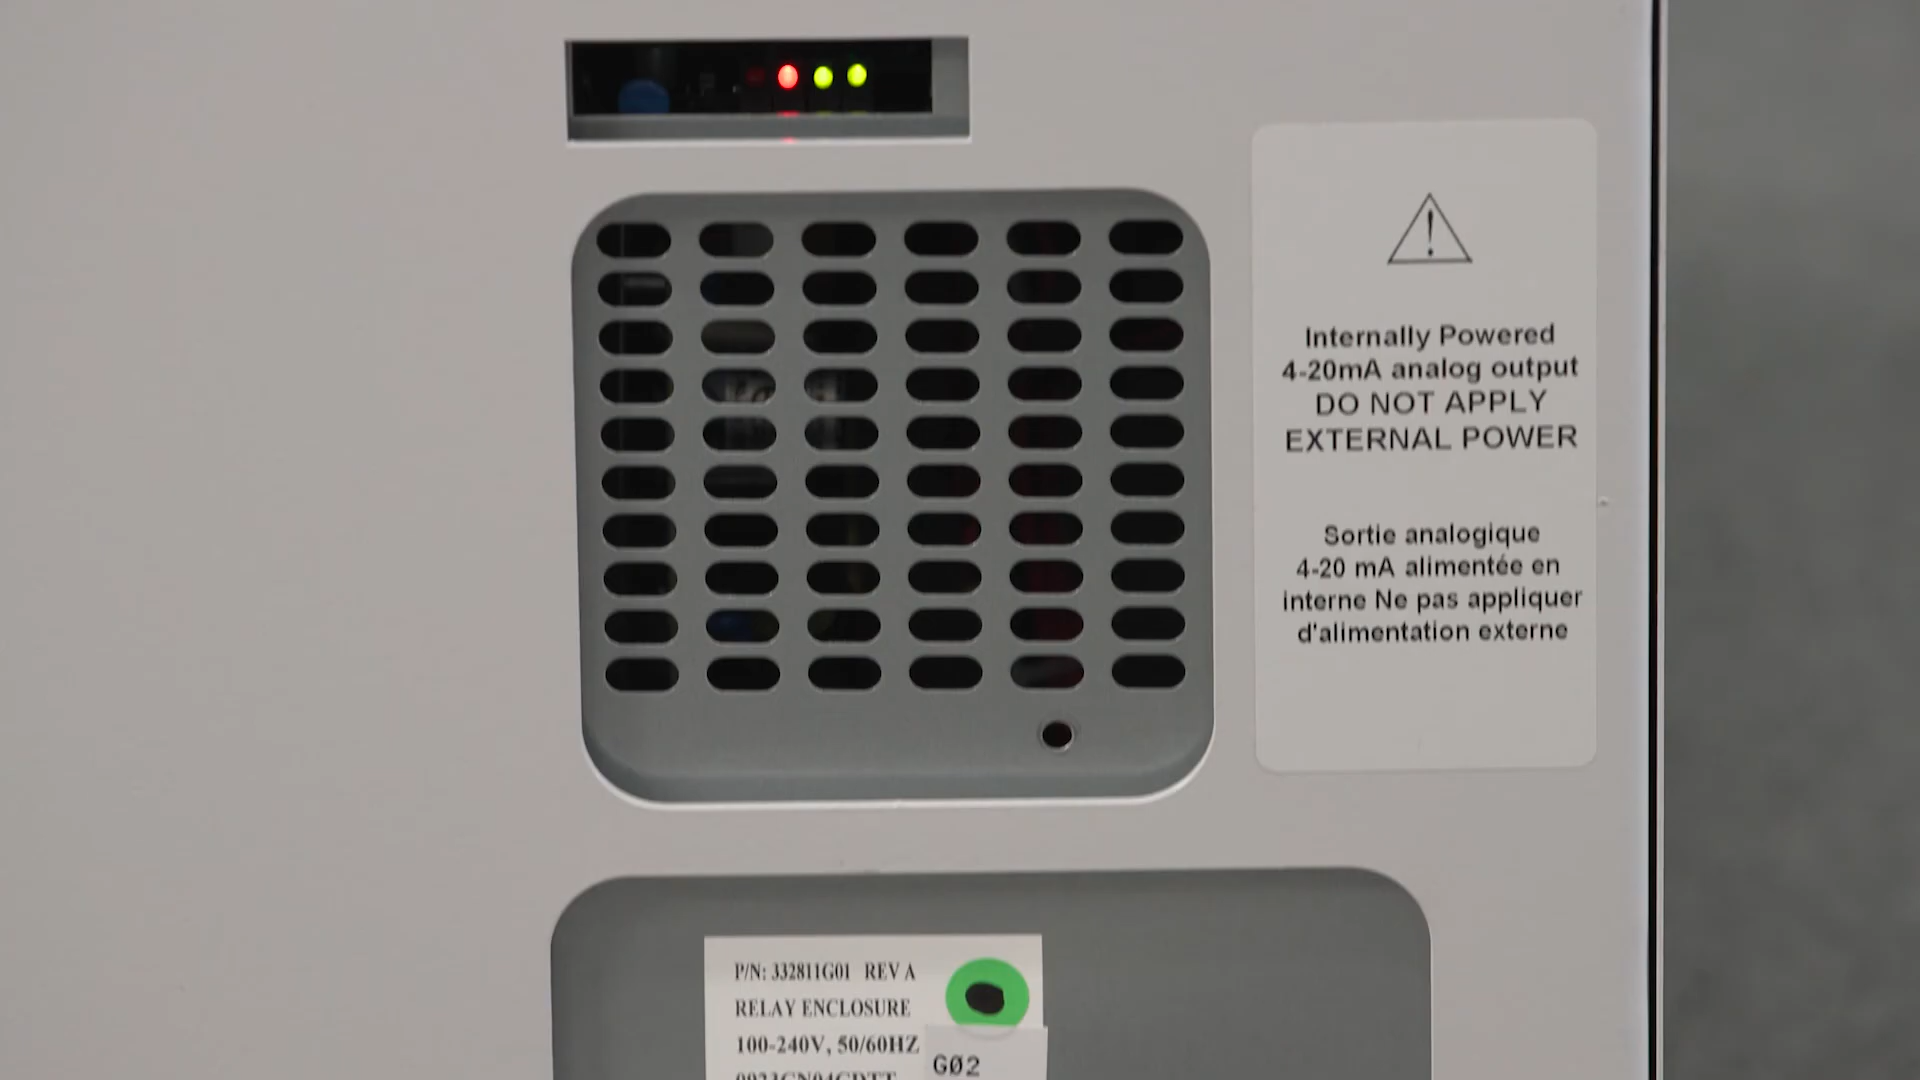 Internally Powered
4-20mA analog output
DO NOT APPLY
EXTERNAL POWER
Sortie analogique
4-20 mA alimentée en
interne Ne pas appliquer
d'alimentation externe
P/N: 332811G01 REV A
RELAY ENCLOSURE
100-240V, 50/60HZ
GØ2